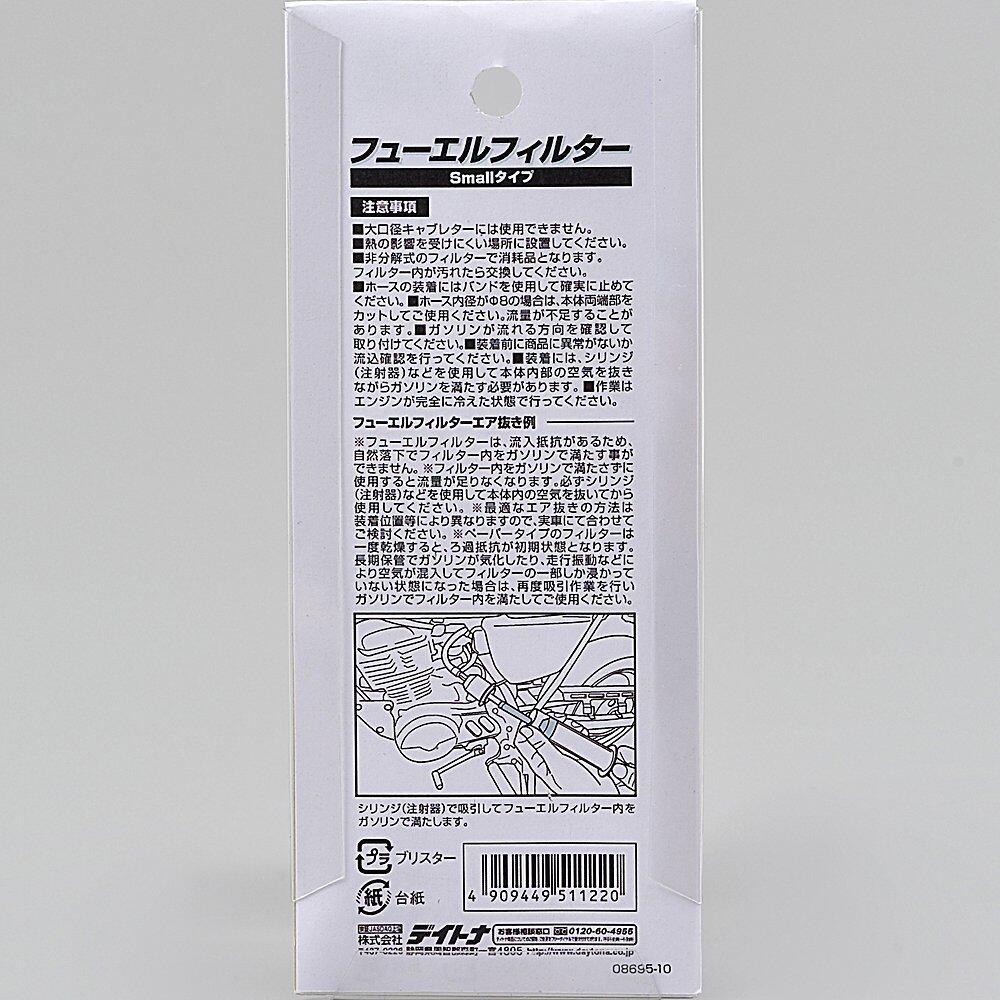 フューエルフィルター
Smallタイプ
注意事項
■大口径キャブレターには使用できません。
■熱の影響を受けにくい場所に設置してください。
■非分解式のフィルターで消耗品となります。
フィルター内が汚れたら交換してください。
■ホースの装着にはバンドを使用して確実に止めて
ください。■ホース内径がΦ8の場合は、本体両端部を
カットしてご使用ください。流量が不足することが
あります。■ガソリンが流れる方向を確認して
取り付けてください。■装着前に商品に異常がないか
流込確認を行ってください。■装着には、シリンジ
(注射器)などを使用して本体内部の空気を抜き
ながらガソリンを満たす必要があります。■作業は
エンジンが完全に冷えた状態で行ってください。
フューエルフィルターエア抜き例
※フューエルフィルターは、流入抵抗があるため、
自然落下でフィルター内をガソリンで満たす事が
できません。※フィルター内をガソリンで満たさずに
使用すると流量が足りなくなります。必ずシリンジ
(注射器)などを使用して本体内の空気を抜いてから
使用してください。※最適なエア抜きの方法は
装着位置等により異なりますので、実車にて合わせて
ご検討ください。※ペーパータイプのフィルターは
一度乾燥すると、ろ過抵抗が初期状態となります。
長期保管でガソリンが気化したり、走行振動などに
より空気が混入してフィルターの一部しか浸かって
いない状態になった場合は、再度吸引作業を行い
ガソリンでフィルター内を満たしてご使用ください。
シリンジ(注射器)で吸引してフューエルフィルター内を
ガソリンで満たします。
プラ ブリスター
紙 台紙
4 909449 511220
株式会社 デイトナ
お客様相談窓口 0120-60-4955
〒437-0226 静岡県周智郡森町一宮4805 http://www.daytona.co.jp
08695-10